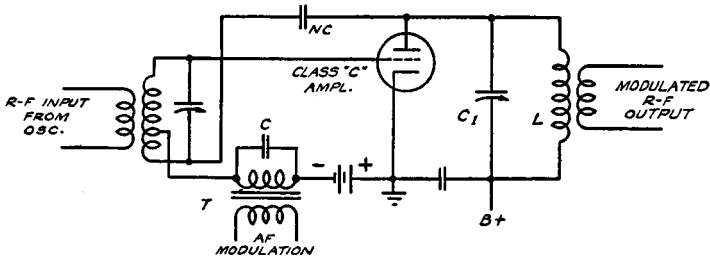 NC
CLASS "C"
AMPL.
R-F INPUT
FROM
OSC.
C1
L
MODULATED
R-F
OUTPUT
C
- +
T
B+
AF
MODULATION